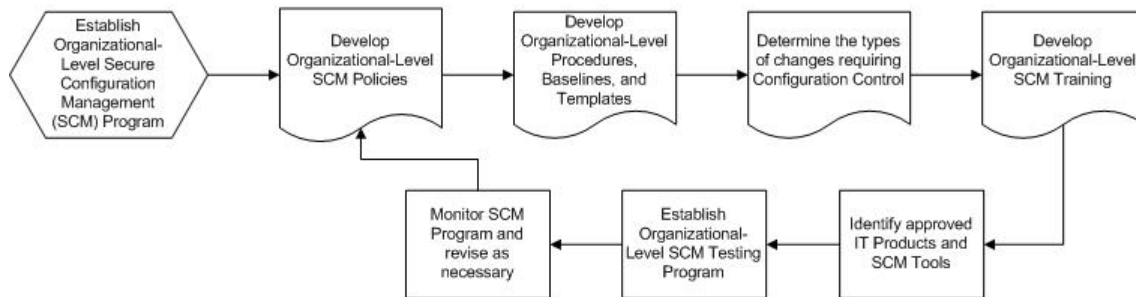 Establish
Organizational-
Level Secure
Configuration
Management
(SCM) Program
Develop
Organizational-Level
SCM Policies
Develop
Organizational-Level
Procedures,
Baselines, and
Templates
Determine the types
of changes requiring
Configuration Control
Develop
Organizational-Level
SCM Training
Identify approved
IT Products and
SCM Tools
Establish
Organizational-
Level SCM Testing
Program
Monitor SCM
Program and
revise as
necessary